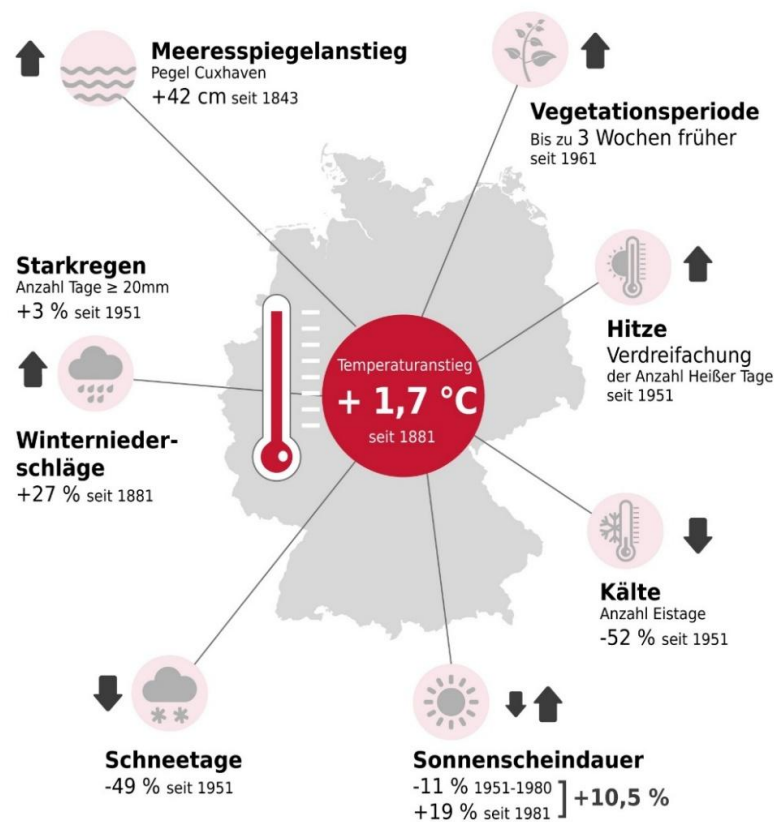 Meeresspiegelanstieg
Pegel Cuxhaven
+42 cm seit 1843
Vegetationsperiode
Bis zu 3 Wochen früher
seit 1961
Starkregen
Anzahl Tage ≥ 20mm
+3 % seit 1951
Hitze
Verdreifachung
der Anzahl Heißer Tage
seit 1951
Temperaturanstieg
+ 1,7 °C
seit 1881
Winternieder-
schläge
+27 % seit 1881
Kälte
Anzahl Eistage
-52 % seit 1951
Schneetage
-49 % seit 1951
Sonnenscheindauer
-11 % 1951-1980
+19 % seit 1981
+10,5 %